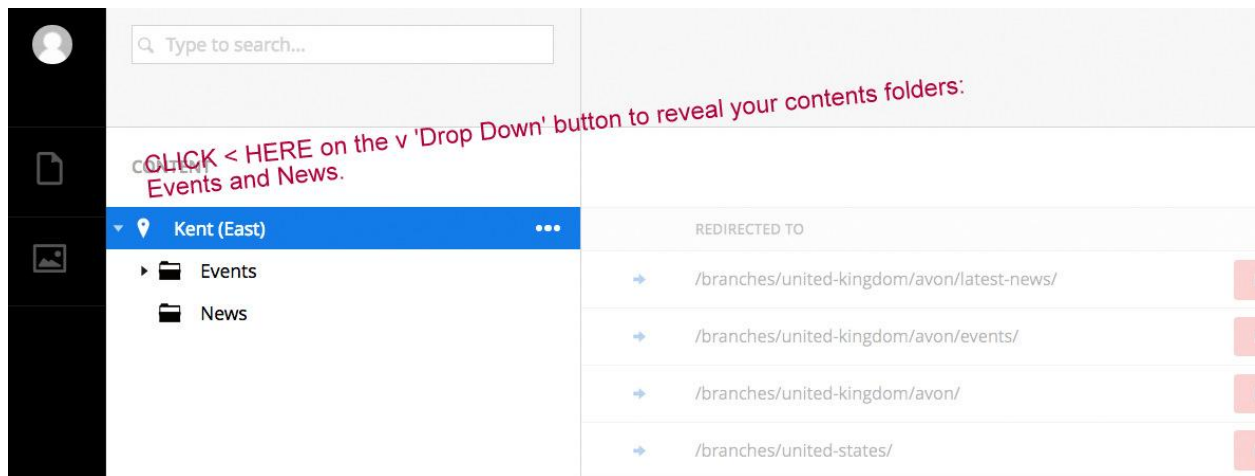 Type to search...
CLICK < HERE on the v 'Drop Down' button to reveal your contents folders:
Events and News.
CONTENT
Kent (East)
REDIRECTED TO
Events
/branches/united-kingdom/avon/latest-news/
News
/branches/united-kingdom/avon/events/
/branches/united-kingdom/avon/
/branches/united-states/